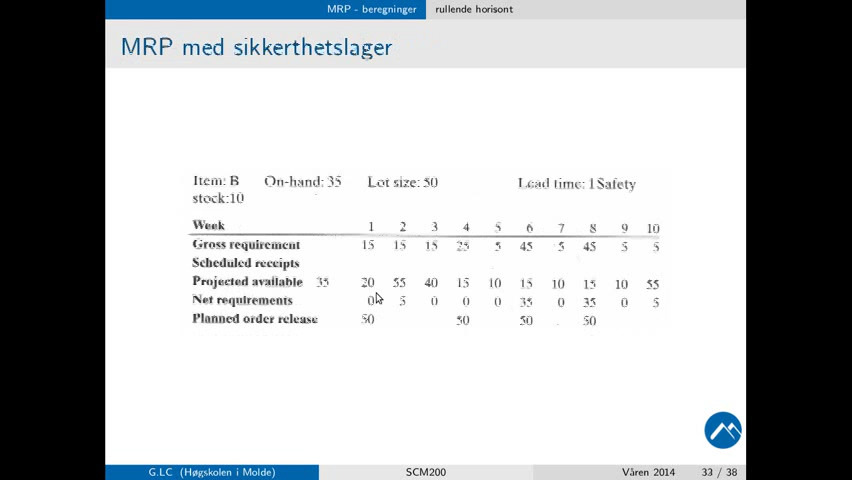 MRP - beregninger rullende horisont
MRP med sikkerthetslager
Item: B On-hand: 35 Lot size: 50 Lead time: 1 Safety
stock:10
Week 1 2 3 4 5 6 7 8 9 10
Gross requirement 15 15 15 25 5 45 5 45 5 5
Scheduled receipts
Projected available 35 20 55 40 15 10 15 10 15 10 55
Net requirements 0 5 0 0 0 35 0 35 0 5
Planned order release 50 50 50 50
G.LC (Høgskolen i Molde) SCM200 Våren 2014 33 / 38